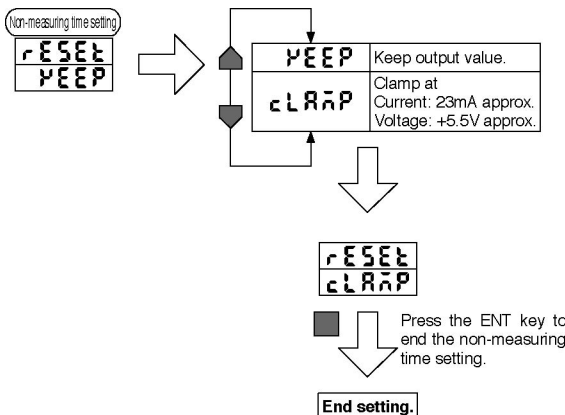 Non-measuring time setting
rESEt
KEEP
KEEP
Keep output value.
cLAmP
Clamp at
Current: 23mA approx.
Voltage: +5.5V approx.
rESEt
cLAmP
Press the ENT key to
end the non-measuring
time setting.
End setting.